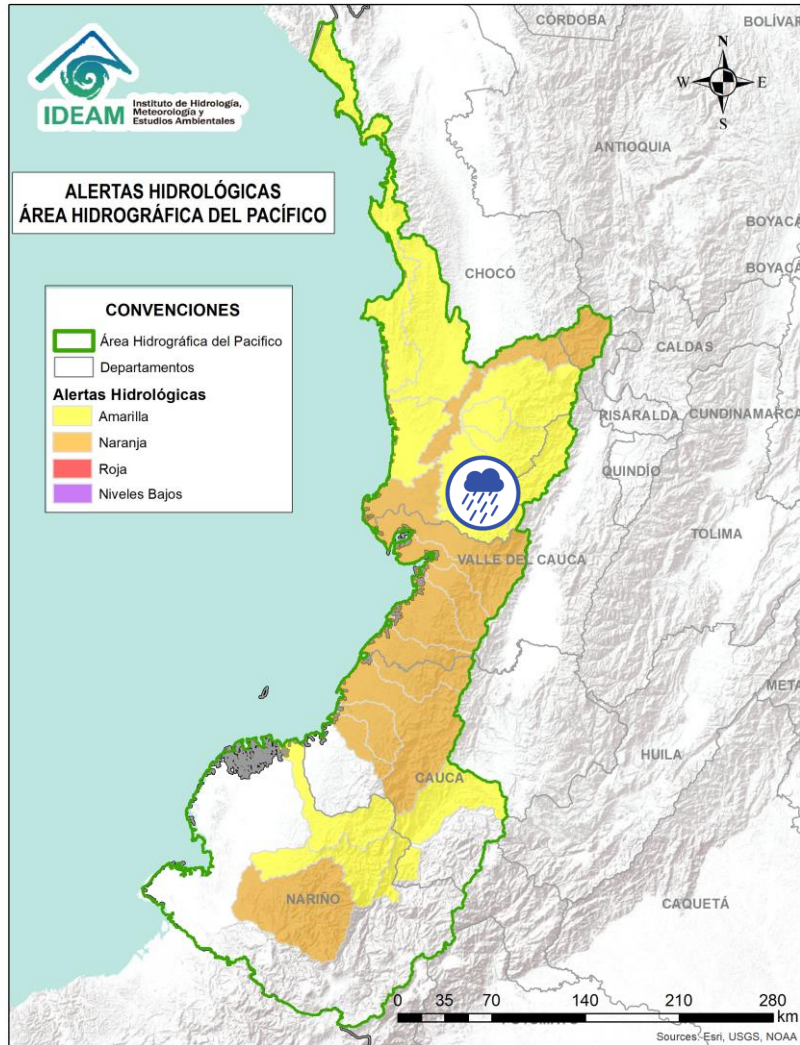 CÓRDOBA
BOLÍVAR
N
W E
S
IDEAM
Instituto de Hidrología,
Meteorología y
Estudios Ambientales
ANTIOQUIA
ALERTAS HIDROLÓGICAS
ÁREA HIDROGRÁFICA DEL PACÍFICO
BOYACÁ
BOYACÁ
CHOCÓ
CONVENCIONES
Área Hidrográfica del Pacifico
Departamentos
Alertas Hidrológicas
Amarilla
Naranja
Roja
Niveles Bajos
CALDAS
RISARALDA
CUNDINAMARCA
QUINDÍO
TOLIMA
VALLE DEL CAUCA
META
HUILA
CAUCA
NARIÑO
CAQUETÁ
0 35 70 140 210 280
km
Sources: Esri, USGS, NOAA